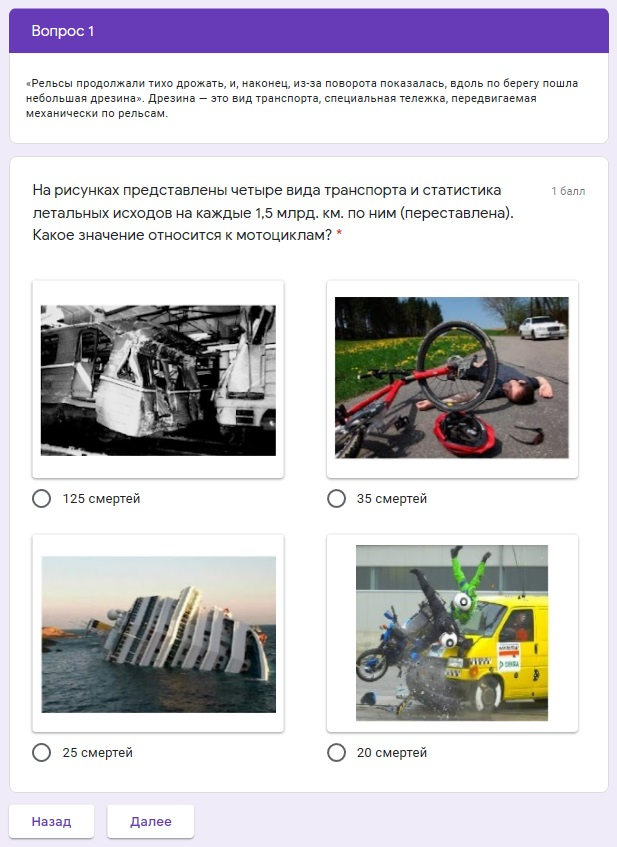 Вопрос 1
«Рельсы продолжали тихо дрожать, и, наконец, из-за поворота показалась, вдоль по берегу пошла
небольшая дрезина». Дрезина — это вид транспорта, специальная тележка, передвигаемая
механически по рельсам.
На рисунках представлены четыре вида транспорта и статистика
летальных исходов на каждые 1,5 млрд. км. по ним (переставлена).
Какое значение относится к мотоциклам? *
1 балл
125 смертей
35 смертей
25 смертей
20 смертей
Назад
Далее